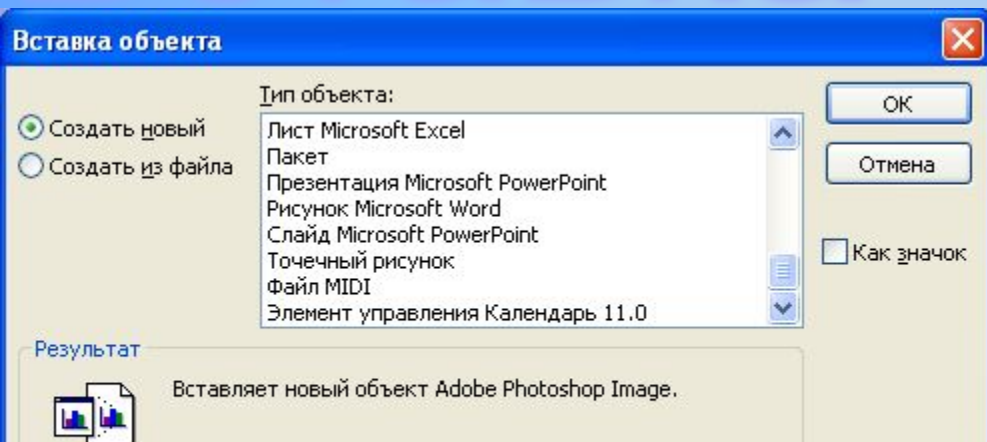 Вставка объекта
Тип объекта:
Создать новый
Создать из файла
Лист Microsoft Excel
Пакет
Презентация Microsoft PowerPoint
Рисунок Microsoft Word
Слайд Microsoft PowerPoint
Точечный рисунок
Файл MIDI
Элемент управления Календарь 11.0
ОК
Отмена
Как значок
Результат
Вставляет новый объект Adobe Photoshop Image.